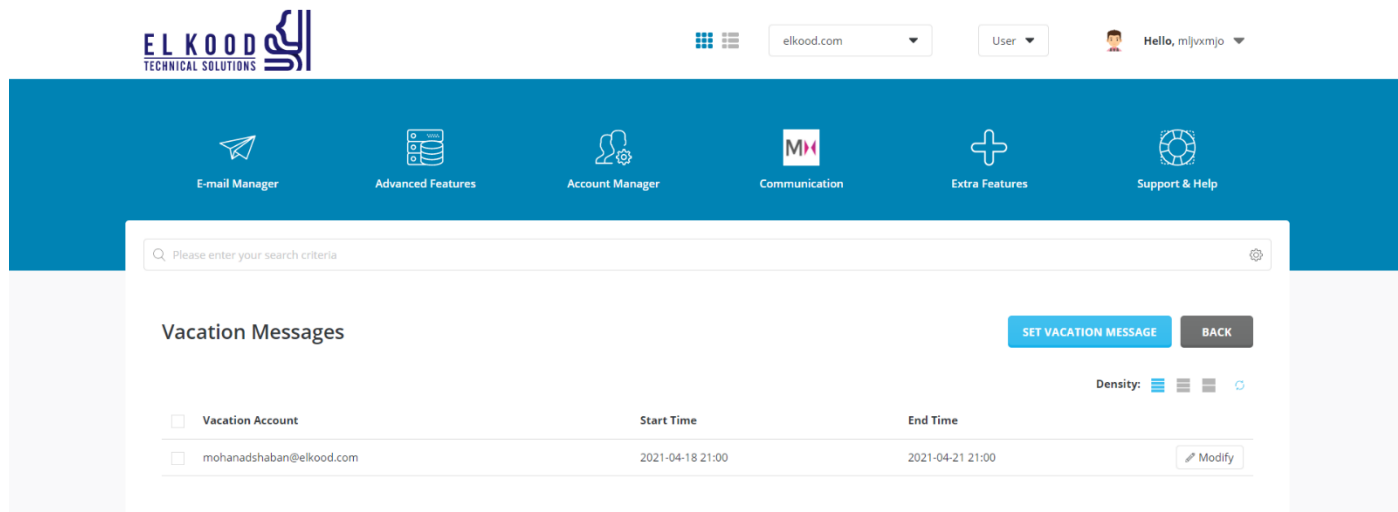 EL KOOD
TECHNICAL SOLUTIONS
elkood.com
User
Hello, mljvxmjo
E-mail Manager
Advanced Features
Account Manager
MX
Communication
Extra Features
Support & Help
Please enter your search criteria
Vacation Messages
SET VACATION MESSAGE
BACK
Density:
Vacation Account
Start Time
End Time
mohanadshaban@elkood.com
2021-04-18 21:00
2021-04-21 21:00
Modify